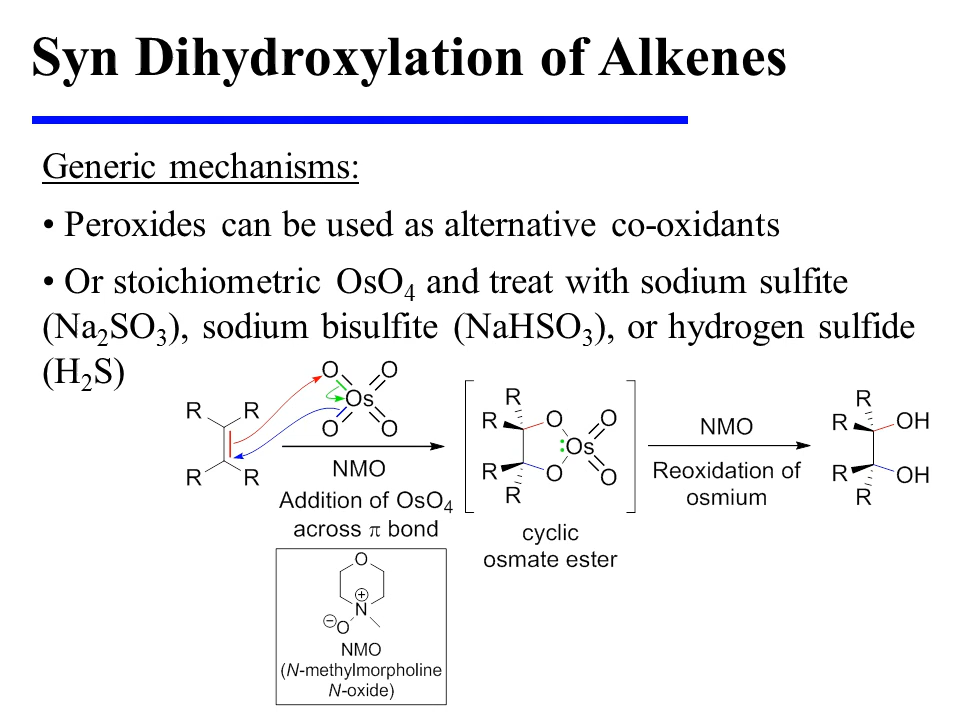 Syn Dihydroxylation of Alkenes
Generic mechanisms:
• Peroxides can be used as alternative co-oxidants
• Or stoichiometric OsO4 and treat with sodium sulfite
(Na2SO3), sodium bisulfite (NaHSO3), or hydrogen sulfide
(H2S)
O O
Os
O O
R R
R R
NMO
Addition of OsO4
across π bond
R
R O O
Os
R O O
R
cyclic
osmate ester
NMO
Reoxidation of
osmium
R
R OH
R OH
R
O
⊕
N
⊖
O
NMO
(N-methylmorpholine
N-oxide)